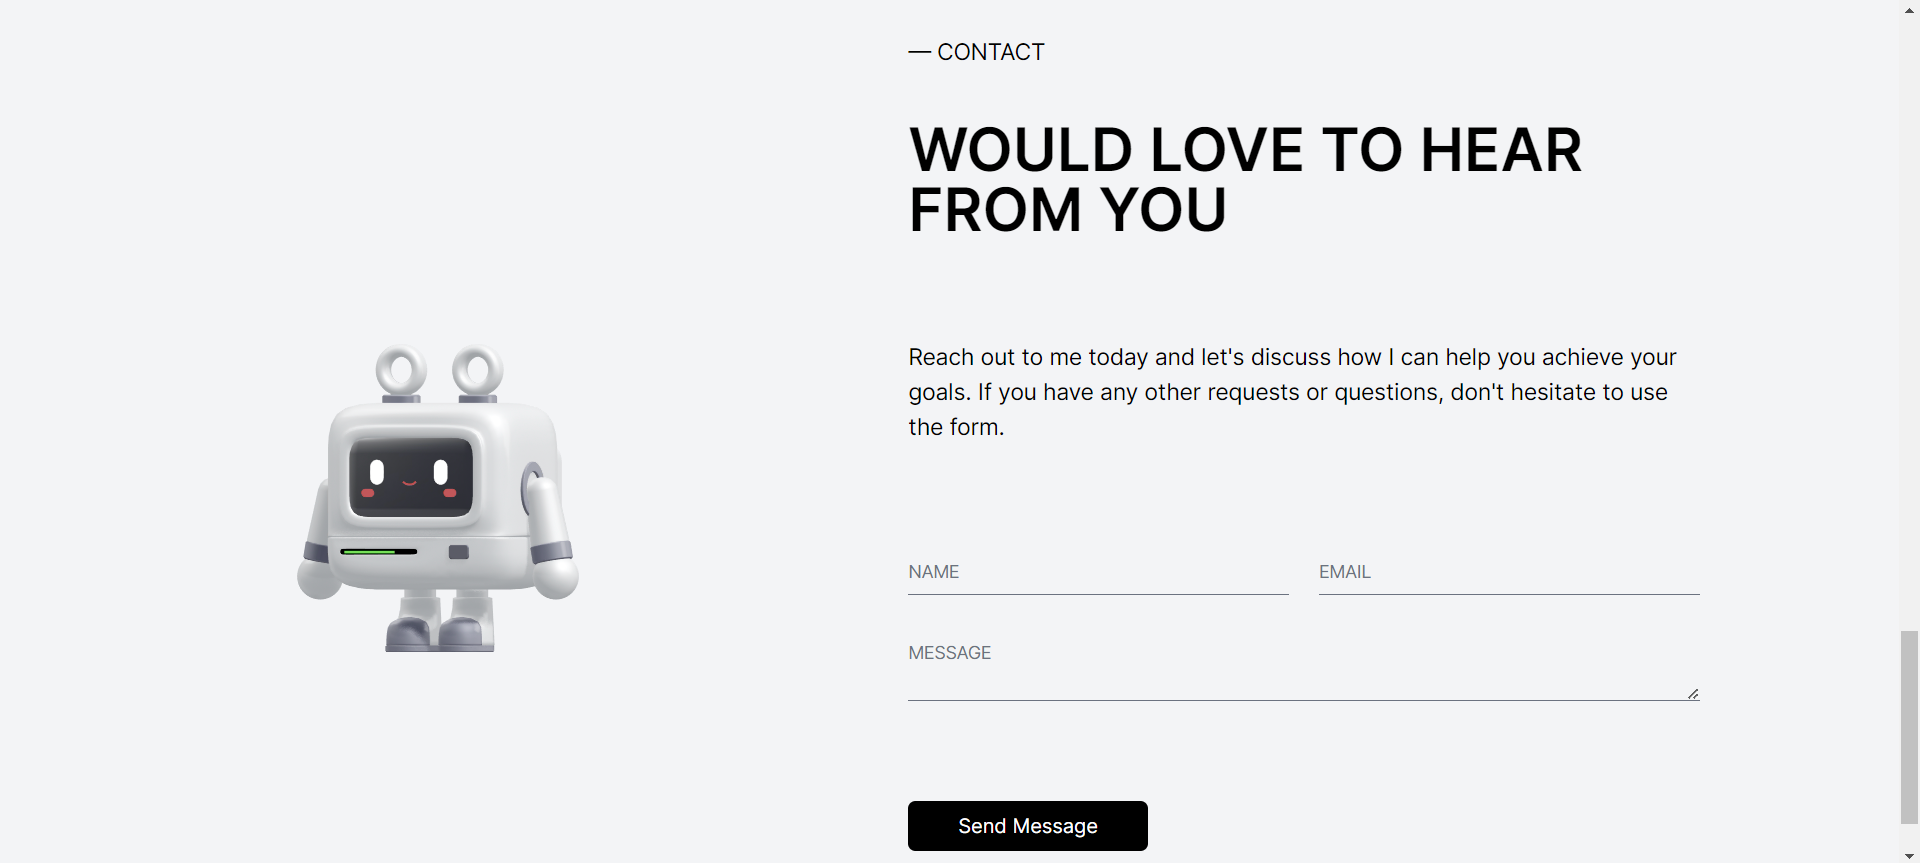 — CONTACT
WOULD LOVE TO HEAR
FROM YOU
Reach out to me today and let's discuss how I can help you achieve your
goals. If you have any other requests or questions, don't hesitate to use
the form.
NAME
EMAIL
MESSAGE
Send Message